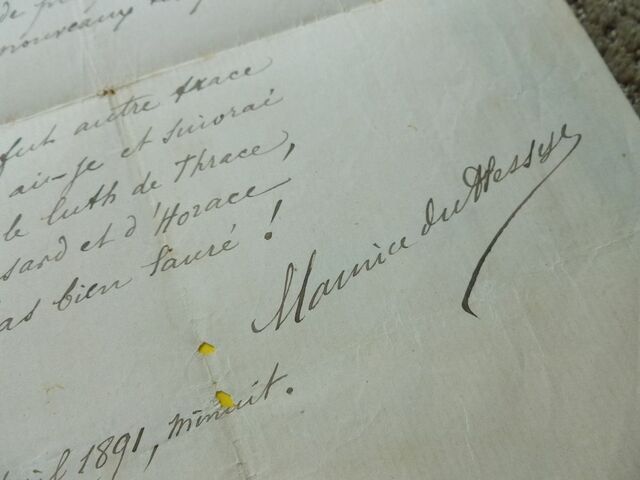 nouveaux
fut autre trace
ai-je et suivrai
le luth de Thrace,
sard et d'Horace
as bien Lauré !
Maurice du Plessys
1891, minuit.